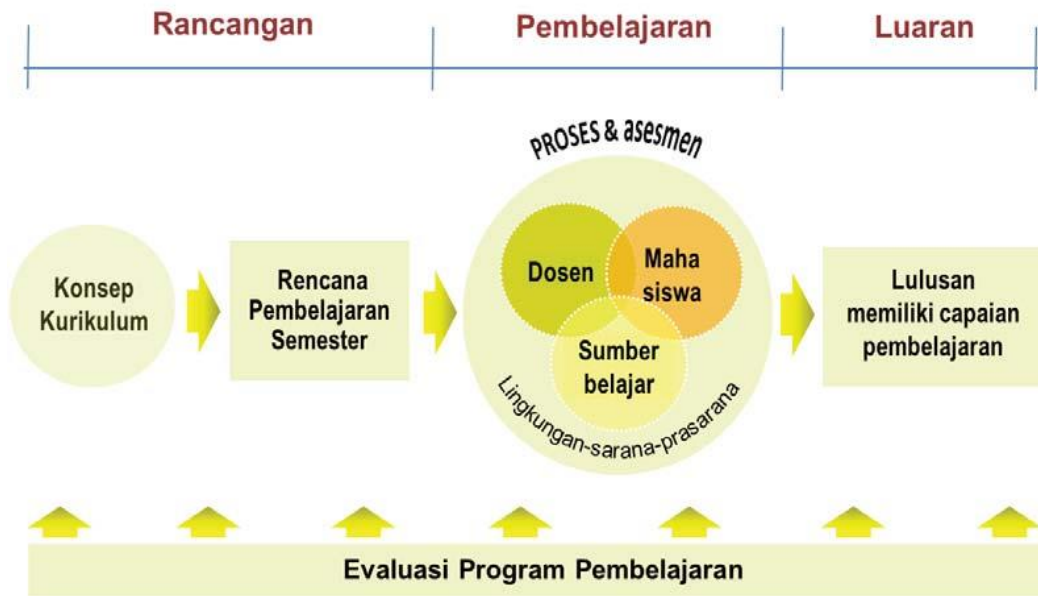 Rancangan
Pembelajaran
Luaran
PROSES & asesmen
Konsep
Kurikulum
Rencana
Pembelajaran
Semester
Dosen
Maha
siswa
Sumber
belajar
Lingkungan-sarana-prasarana
Lulusan
memiliki capaian
pembelajaran
Evaluasi Program Pembelajaran